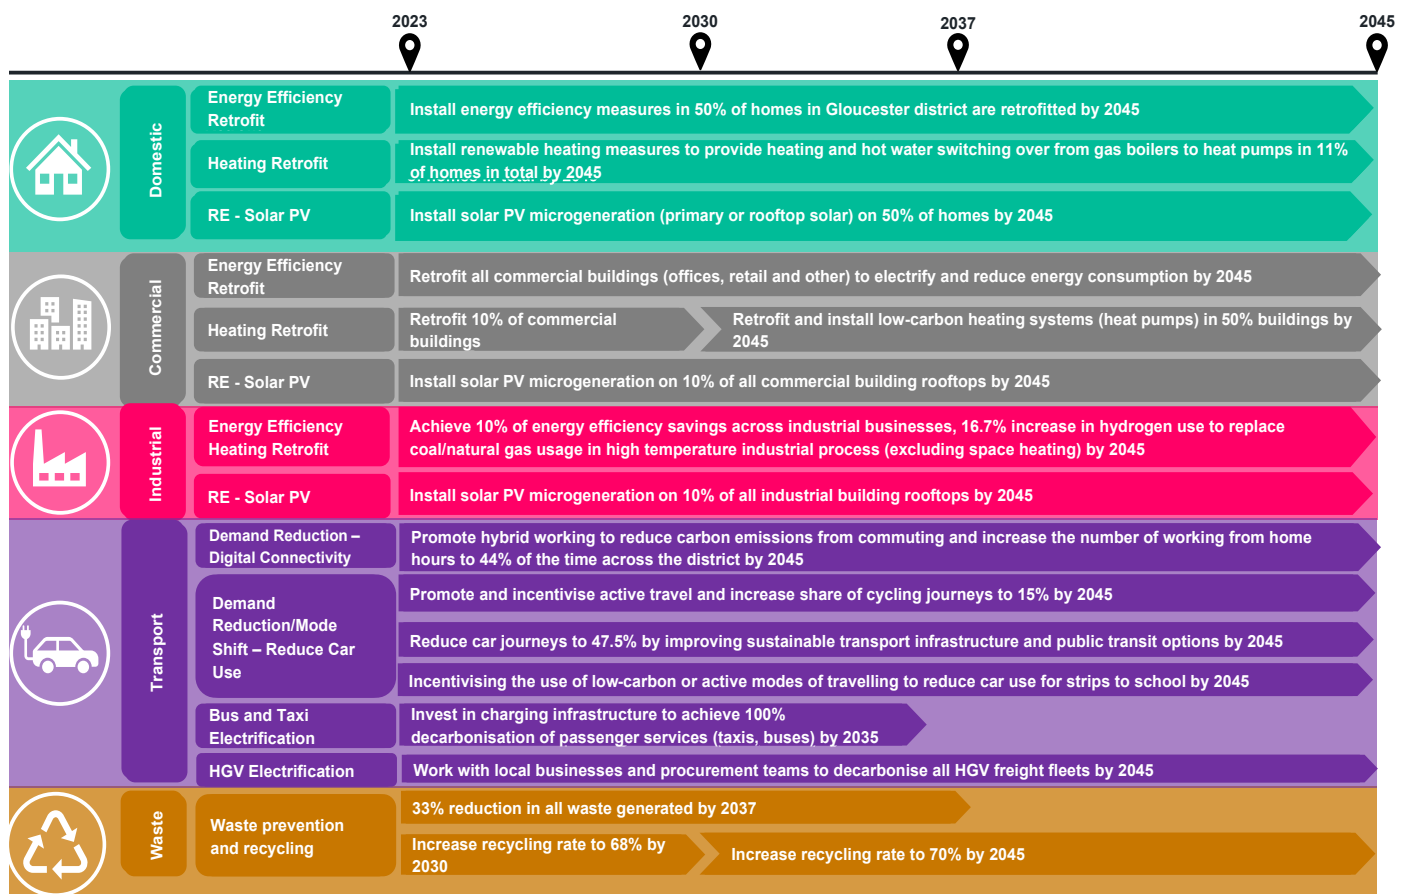 2023
2030
2037
2045
Domestic
Energy Efficiency
Retrofit
Install energy efficiency measures in 50% of homes in Gloucester district are retrofitted by 2045
Heating Retrofit
Install renewable heating measures to provide heating and hot water switching over from gas boilers to heat pumps in 11%
of homes in total by 2045
RE - Solar PV
Install solar PV microgeneration (primary or rooftop solar) on 50% of homes by 2045
Commercial
Energy Efficiency
Retrofit
Retrofit all commercial buildings (offices, retail and other) to electrify and reduce energy consumption by 2045
Heating Retrofit
Retrofit 10% of commercial
buildings
Retrofit and install low-carbon heating systems (heat pumps) in 50% buildings by
2045
RE - Solar PV
Install solar PV microgeneration on 10% of all commercial building rooftops by 2045
Industrial
Energy Efficiency
Heating Retrofit
Achieve 10% of energy efficiency savings across industrial businesses, 16.7% increase in hydrogen use to replace
coal/natural gas usage in high temperature industrial process (excluding space heating) by 2045
RE - Solar PV
Install solar PV microgeneration on 10% of all industrial building rooftops by 2045
Transport
Demand Reduction –
Digital Connectivity
Promote hybrid working to reduce carbon emissions from commuting and increase the number of working from home
hours to 44% of the time across the district by 2045
Demand
Reduction/Mode
Shift – Reduce Car
Use
Promote and incentivise active travel and increase share of cycling journeys to 15% by 2045
Reduce car journeys to 47.5% by improving sustainable transport infrastructure and public transit options by 2045
Incentivising the use of low-carbon or active modes of travelling to reduce car use for strips to school by 2045
Bus and Taxi
Electrification
Invest in charging infrastructure to achieve 100%
decarbonisation of passenger services (taxis, buses) by 2035
HGV Electrification
Work with local businesses and procurement teams to decarbonise all HGV freight fleets by 2045
Waste
Waste prevention
and recycling
33% reduction in all waste generated by 2037
Increase recycling rate to 68% by
2030
Increase recycling rate to 70% by 2045